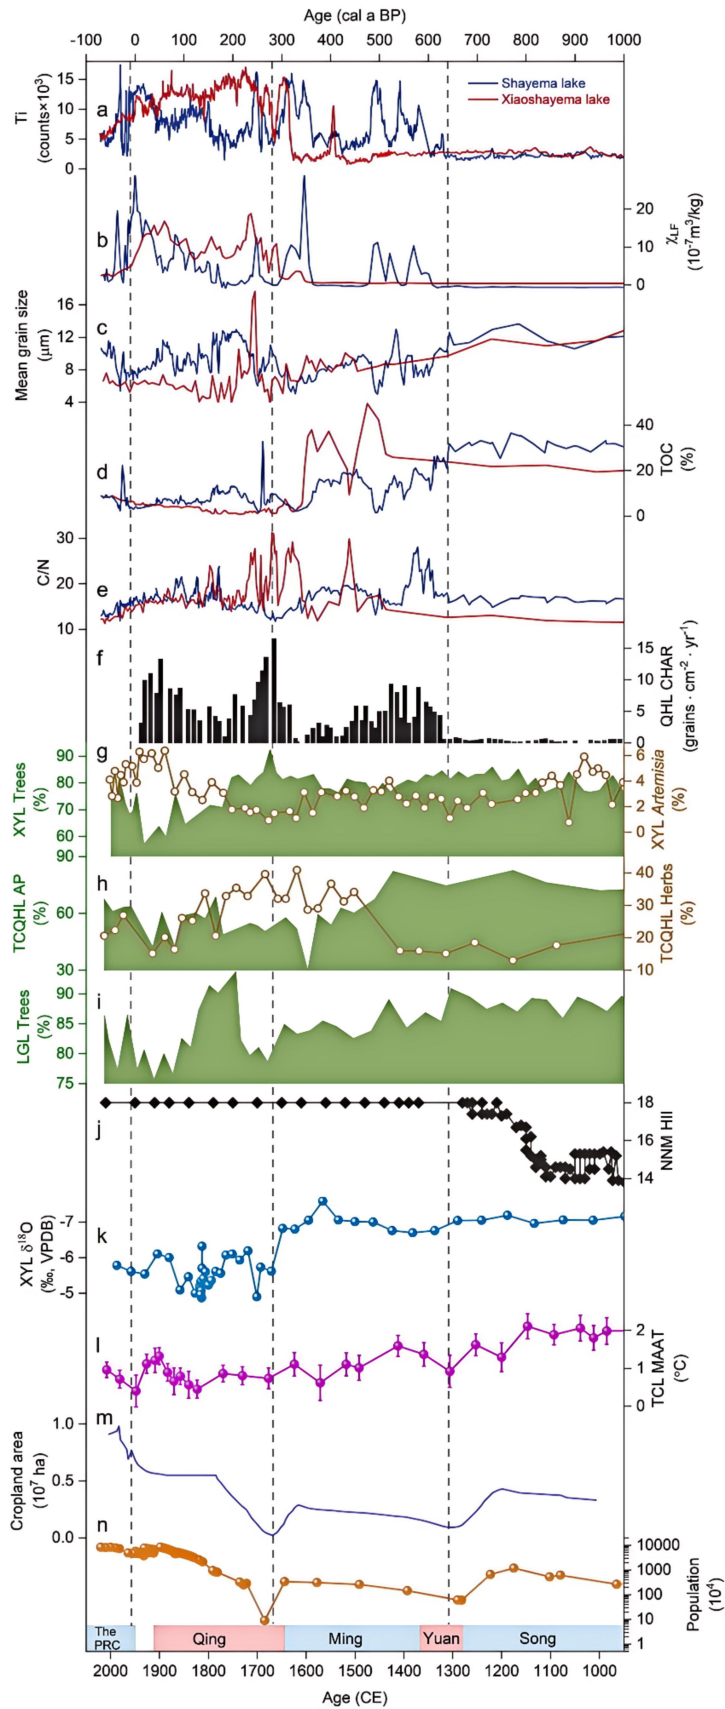 Age (cal a BP)
-100 0 100 200 300 400 500 600 700 800 900 1000
Ti
(counts×10³)
15
10
5
0
a
Shayema lake
Xiaoshayema lake
b
20
10
0
χLF
(10⁻⁷m³/kg)
Mean grain size
(μm)
16
12
8
4
c
d
40
20
0
TOC
(%)
C/N
30
20
10
e
f
15
10
5
0
QHL CHAR
(grains · cm⁻² · yr⁻¹)
g
XYL Trees
(%)
90
80
70
60
6
4
2
0
XYL Artemisia
(%)
h
TCQHL AP
(%)
90
60
30
40
30
20
10
TCQHL Herbs
(%)
i
LGL Trees
(%)
90
85
80
75
j
18
16
14
NNM HII
k
XYL δ¹⁸O
(‰, VPDB)
-7
-6
-5
l
2
1
0
TCL MAAT
(°C)
m
Cropland area
(10⁷ ha)
1.0
0.5
0.0
n
10000
1000
100
10
1
Population
(10⁴)
The
PRC
Qing Ming Yuan Song
2000 1900 1800 1700 1600 1500 1400 1300 1200 1100 1000
Age (CE)